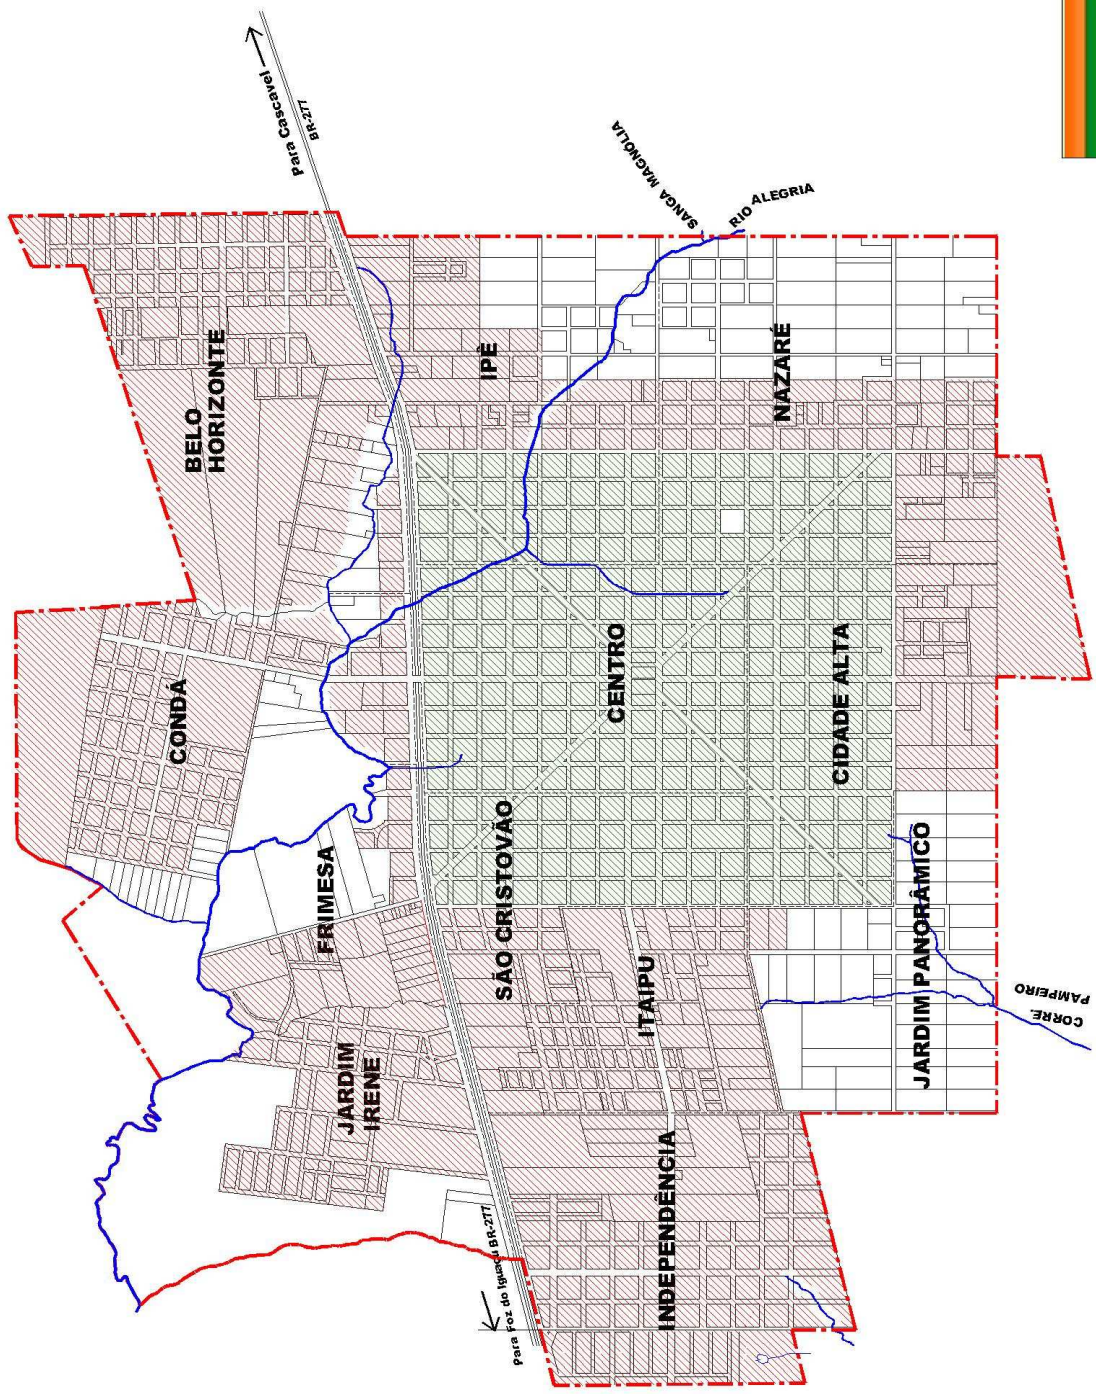 Para Cascavel
BR-277
SANGA MAGNÓLIA
RIO ALEGRIA
BELO
HORIZONTE
IPÊ
NAZARÉ
CONDÁ
CENTRO
CIDADE ALTA
FRIMESA
SÃO CRISTOVÃO
JARDIM PANORÂMICO
ITAIPU
JARDIM
IRENE
CORRE.
PAMPEIRO
INDEPENDÊNCIA
Para Foz do Iguaçu BR-277